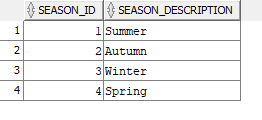 SEASON_ID SEASON_DESCRIPTION
1 1 Summer
2 2 Autumn
3 3 Winter
4 4 Spring